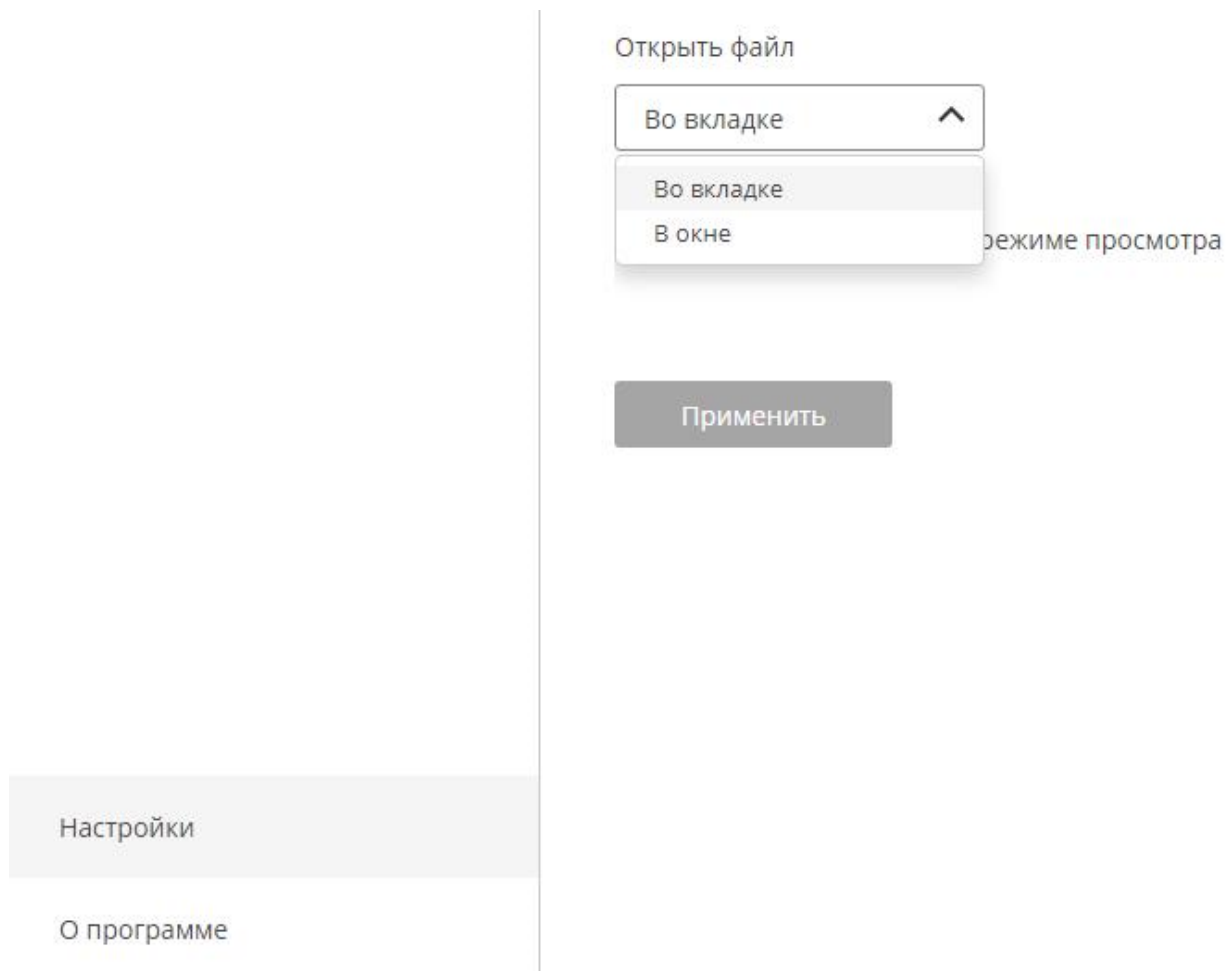 Открыть файл
Во вкладке
Во вкладке
В окне
режиме просмотра
Применить
Настройки
О программе